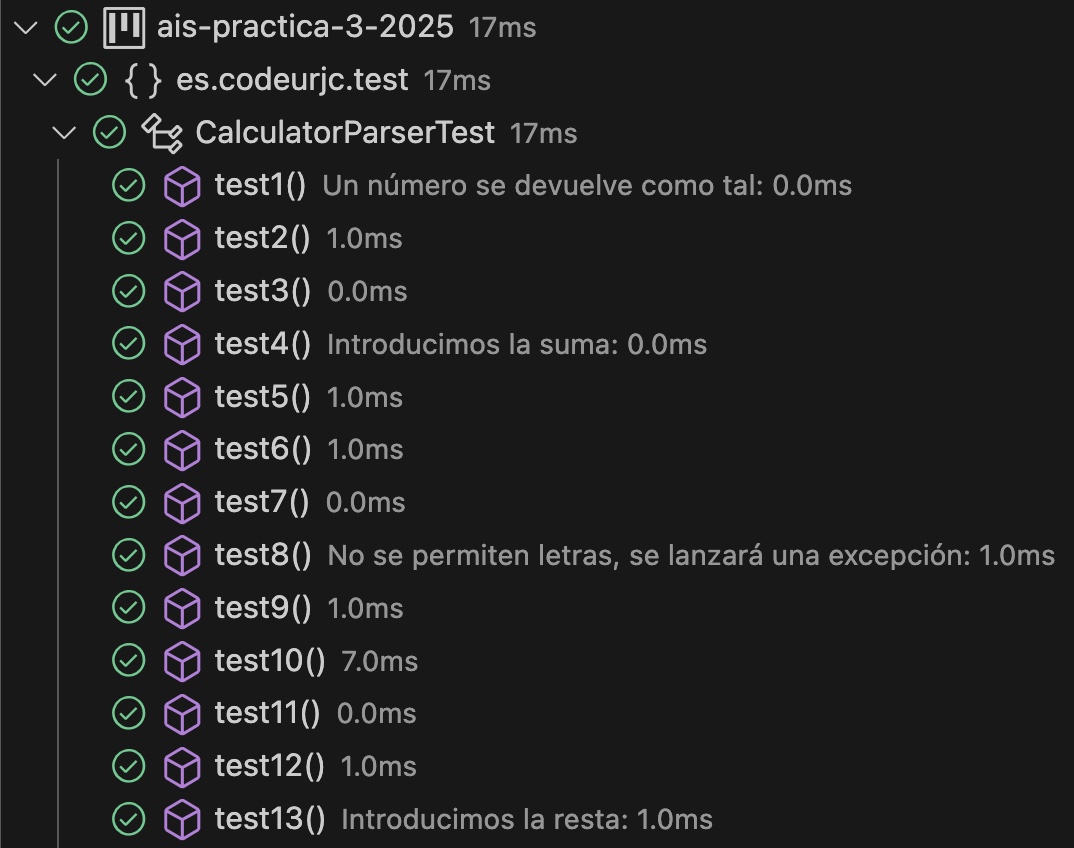 ais-practica-3-2025 17ms
{ } es.codeurjc.test 17ms
CalculatorParserTest 17ms
test1() Un número se devuelve como tal: 0.0ms
test2() 1.0ms
test3() 0.0ms
test4() Introducimos la suma: 0.0ms
test5() 1.0ms
test6() 1.0ms
test7() 0.0ms
test8() No se permiten letras, se lanzará una excepción: 1.0ms
test9() 1.0ms
test10() 7.0ms
test11() 0.0ms
test12() 1.0ms
test13() Introducimos la resta: 1.0ms